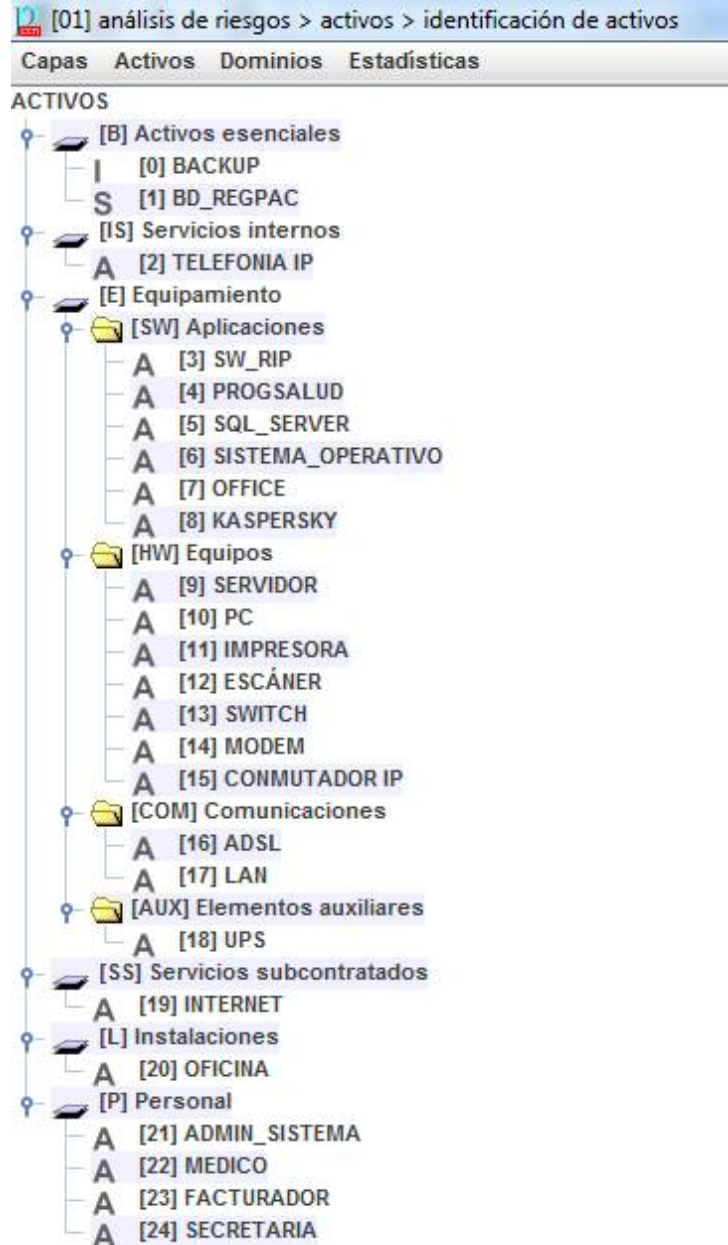 [01] análisis de riesgos > activos > identificación de activos
Capas Activos Dominios Estadísticas
ACTIVOS
[B] Activos esenciales
I [0] BACKUP
S [1] BD_REGPAC
[IS] Servicios internos
A [2] TELEFONIA IP
[E] Equipamiento
[SW] Aplicaciones
A [3] SW_RIP
A [4] PROGSALUD
A [5] SQL_SERVER
A [6] SISTEMA_OPERATIVO
A [7] OFFICE
A [8] KASPERSKY
[HW] Equipos
A [9] SERVIDOR
A [10] PC
A [11] IMPRESORA
A [12] ESCÁNER
A [13] SWITCH
A [14] MODEM
A [15] CONMUTADOR IP
[COM] Comunicaciones
A [16] ADSL
A [17] LAN
[AUX] Elementos auxiliares
A [18] UPS
[SS] Servicios subcontratados
A [19] INTERNET
[L] Instalaciones
A [20] OFICINA
[P] Personal
A [21] ADMIN_SISTEMA
A [22] MEDICO
A [23] FACTURADOR
A [24] SECRETARIA